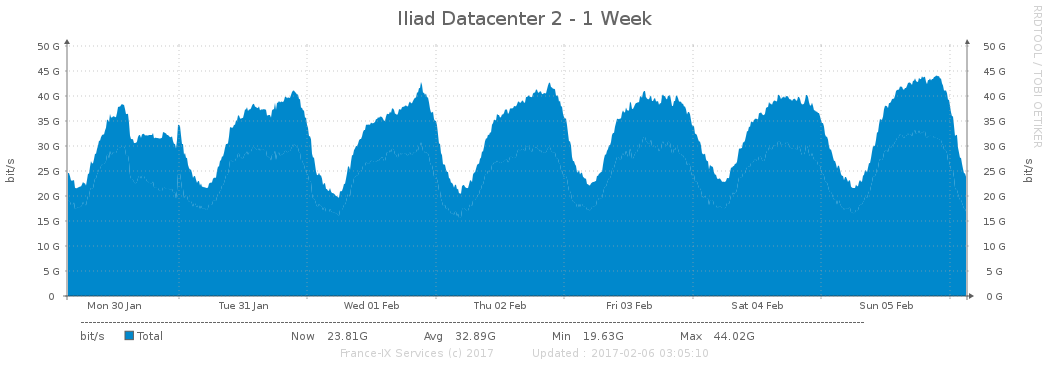 Iliad Datacenter 2 - 1 Week
RRDTOOL / TOBI OETIKER
bit/s
bit/s
50 G 50 G
45 G 45 G
40 G 40 G
35 G 35 G
30 G 30 G
25 G 25 G
20 G 20 G
15 G 15 G
10 G 10 G
5 G 5 G
0 0 G
Mon 30 Jan Tue 31 Jan Wed 01 Feb Thu 02 Feb Fri 03 Feb Sat 04 Feb Sun 05 Feb
bit/s Total Now 23.81G Avg 32.89G Min 19.63G Max 44.02G
France-IX Services (c) 2017 Updated : 2017-02-06 03:05:10